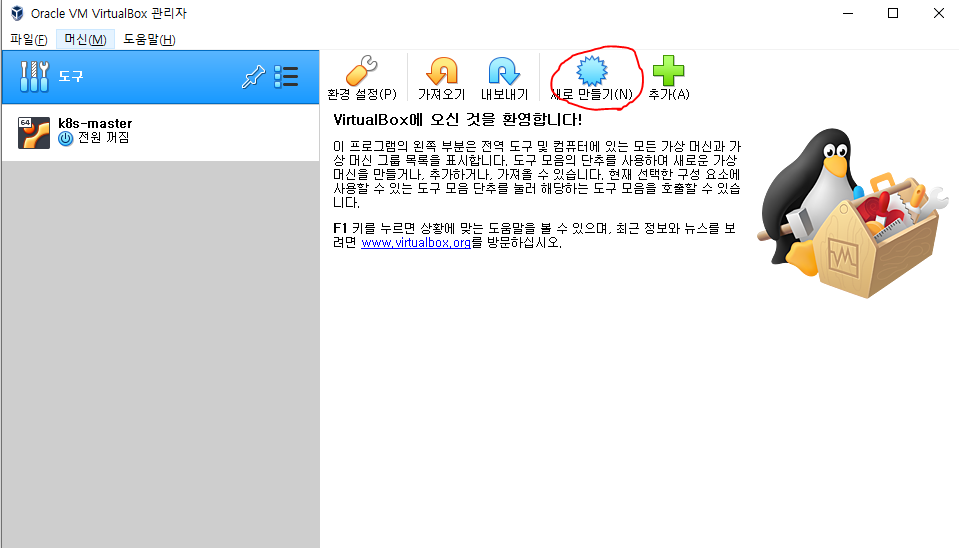 Oracle VM VirtualBox 관리자
파일(F) 머신(M) 도움말(H)
도구
환경 설정(P) 가져오기 내보내기 새로 만들기(N) 추가(A)
64
k8s-master
전원 꺼짐
VirtualBox에 오신 것을 환영합니다!
이 프로그램의 왼쪽 부분은 전역 도구 및 컴퓨터에 있는 모든 가상 머신과 가
상 머신 그룹 목록을 표시합니다. 도구 모음의 단추를 사용하여 새로운 가상
머신을 만들거나, 추가하거나, 가져올 수 있습니다. 현재 선택한 구성 요소에
사용할 수 있는 도구 모음 단추를 눌러 해당하는 도구 모음을 호출할 수 있습
니다.
F1 키를 누르면 상황에 맞는 도움말을 볼 수 있으며, 최근 정보와 뉴스를 보
려면 www.virtualbox.org를 방문하십시오.